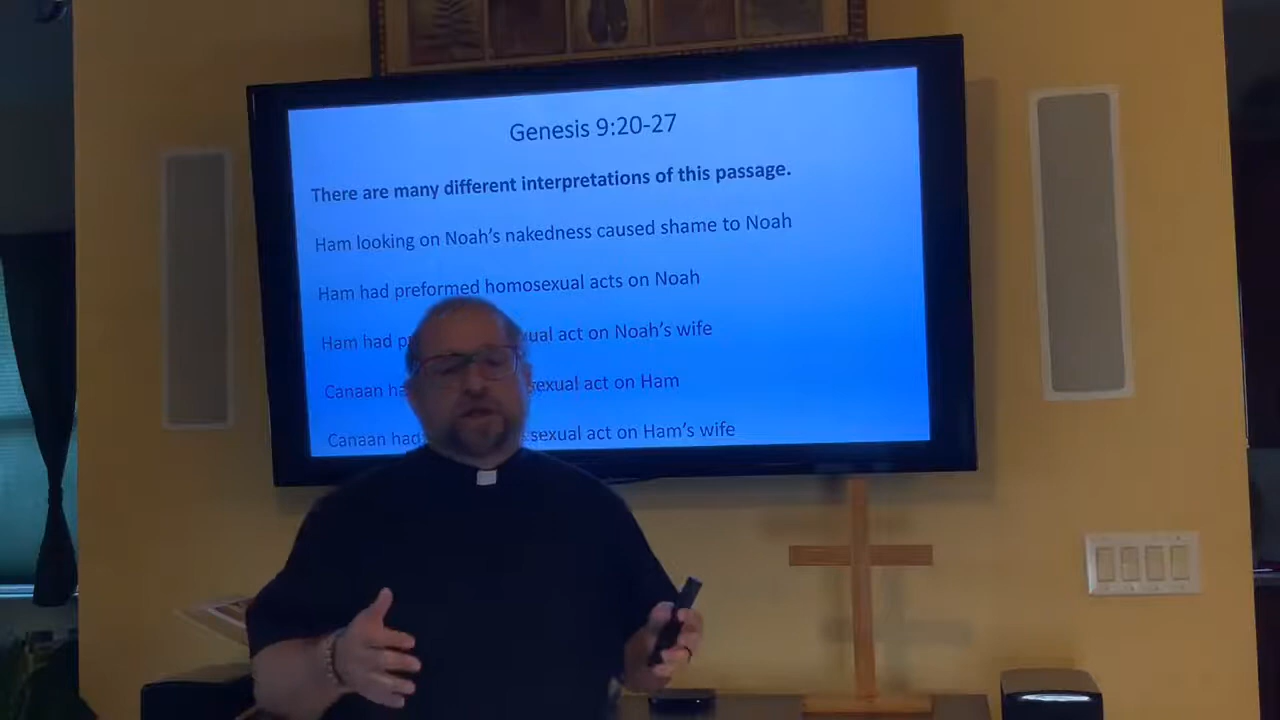 Genesis 9:20-27
There are many different interpretations of this passage.
Ham looking on Noah's nakedness caused shame to Noah
Ham had preformed homosexual acts on Noah
Ham had act on Noah's wife
Canaan sexual act on Ham
Canaan had sexual act on Ham's wife